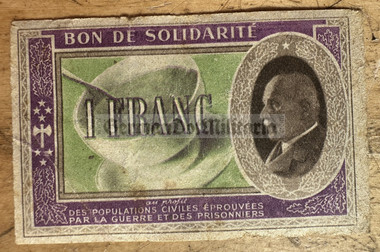 BON DE SOLIDARITÉ
1 FRANC
au profit
DES POPULATIONS CIVILES ÉPROUVÉES
PAR LA GUERRE ET DES PRISONNIERS